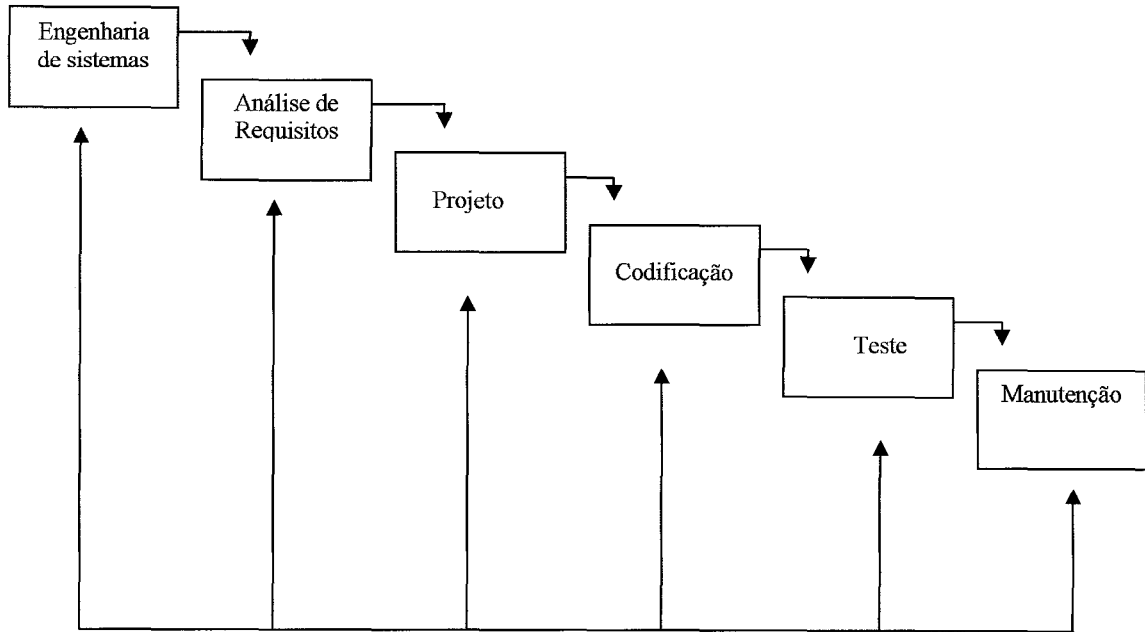 Engenharia
de sistemas
Análise de
Requisitos
Projeto
Codificação
Teste
Manutenção